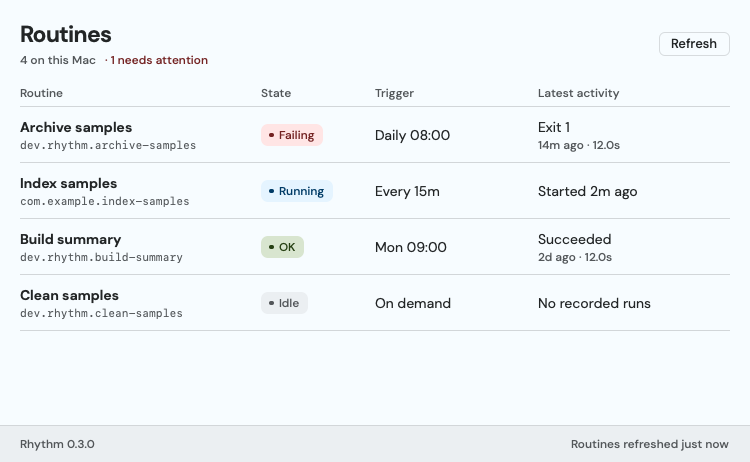 Routines
4 on this Mac · 1 needs attention
Refresh
Routine State Trigger Latest activity
Archive samples
dev.rhythm.archive-samples
Failing
Daily 08:00
Exit 1
14m ago · 12.0s
Index samples
com.example.index-samples
Running
Every 15m
Started 2m ago
Build summary
dev.rhythm.build-summary
OK
Mon 09:00
Succeeded
2d ago · 12.0s
Clean samples
dev.rhythm.clean-samples
Idle
On demand
No recorded runs
Rhythm 0.3.0
Routines refreshed just now